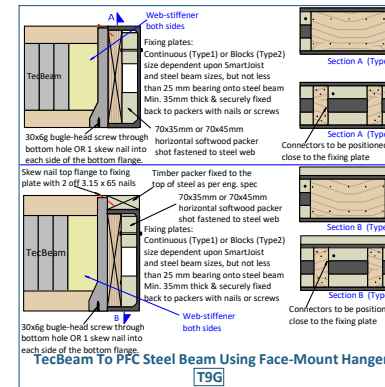 A
Web-stiffener
both sides
Fixing plates:
Continuous (Type1) or Blocks (Type2)
size dependent upon SmartJoist
and steel beam sizes, but not less
than 25 mm bearing onto steel beam
Min. 35mm thick & securely fixed
back to packers with nails or screws
TecBeam
70x35mm or 70x45mm
horizontal softwood packer
shot fastened to steel web
30x6g bugle-head screw through
bottom hole OR 1 skew nail into
each side of the bottom flange.
Section A (Type
Section A (Type
Connectors to be positioned
close to the fixing plate
Skew nail top flange to fixing
plate with 2 off 3.15 x 65 nails
Timber packer fixed to the
top of steel as per eng. spec
70x35mm or 70x45mm
horizontal softwood packer
shot fastened to steel web
Fixing plates:
Continuous (Type1) or Blocks (Type2)
size dependent upon SmartJoist
and steel beam sizes, but not less
than 25 mm bearing onto steel beam
Min. 35mm thick & securely fixed
back to packers with nails or screws
TecBeam
Web-stiffener
both sides
B
30x6g bugle-head screw through
bottom hole OR 1 skew nail into
each side of the bottom flange.
Section B (Type
Section B (Type
Connectors to be position
close to the fixing plate
TecBeam To PFC Steel Beam Using Face-Mount Hanger
T9G